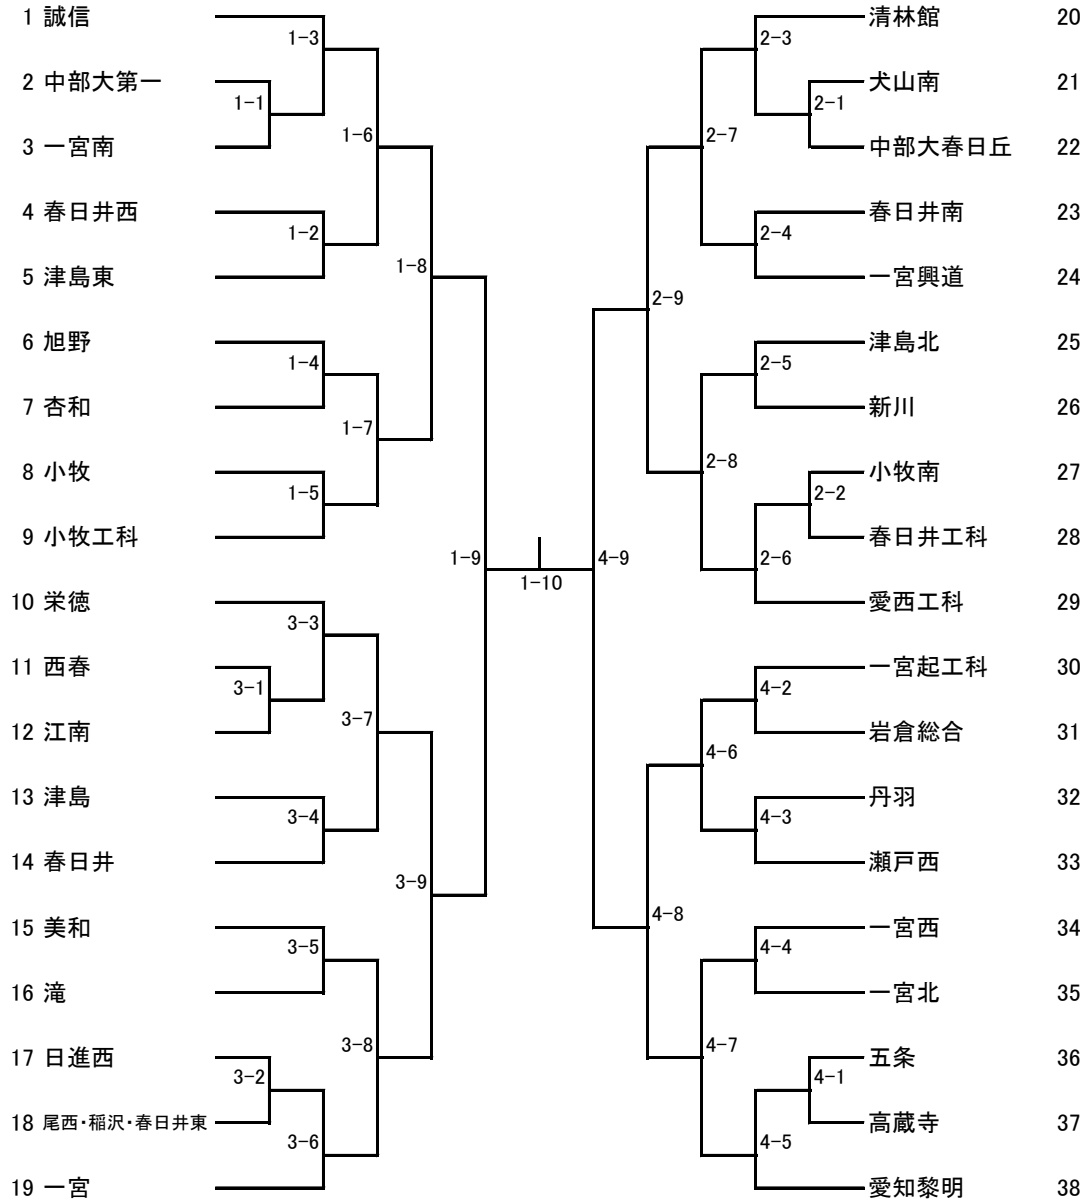 1 誠信 清林館 20
1-3 2-3
2 中部大第一 犬山南 21
1-1 2-1
3 一宮南 1-6 2-7 中部大春日丘 22
4 春日井西 春日井南 23
1-2 2-4
5 津島東 1-8 一宮興道 24
2-9
6 旭野 津島北 25
1-4 2-5
7 杏和 新川 26
1-7
8 小牧 2-8 小牧南 27
1-5 2-2
9 小牧工科 春日井工科 28
1-9 4-9 2-6
1-10
10 栄徳 愛西工科 29
3-3
11 西春 一宮起工科 30
3-1 4-2
12 江南 3-7 岩倉総合 31
4-6
13 津島 丹羽 32
3-4 4-3
14 春日井 瀬戸西 33
3-9
15 美和 4-8 一宮西 34
3-5 4-4
16 滝 一宮北 35
17 日進西 3-8 4-7 五条 36
3-2 4-1
18 尾西・稲沢・春日井東 高蔵寺 37
3-6 4-5
19 一宮 愛知黎明 38